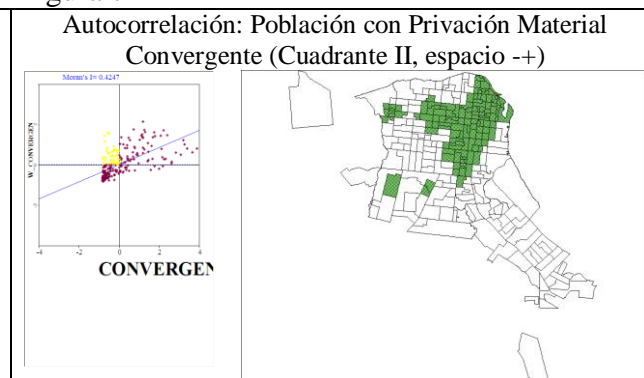 Autocorrelación: Población con Privación Material
Convergente (Cuadrante II, espacio -+)
Moran's I= 0.4247
W_CONVERGEN
-4
-2
0
2
4
CONVERGEN